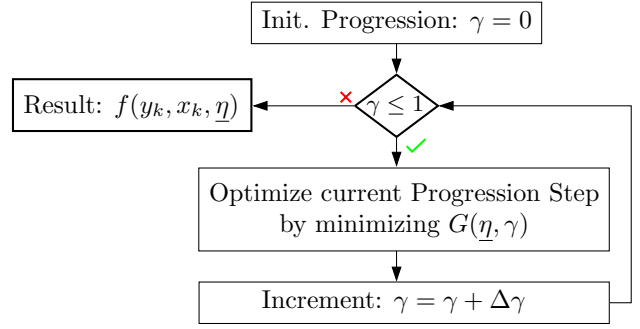 Init. Progression: γ = 0
γ ≤ 1
Result: f(y_k, x_k, η)
Optimize current Progression Step
by minimizing G(η, γ)
Increment: γ = γ + Δγ